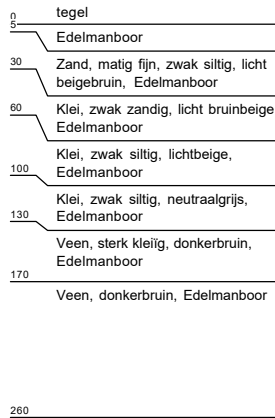 0
tegel
5
Edelmanboor
30
Zand, matig fijn, zwak siltig, licht
beigebruin, Edelmanboor
60
Klei, zwak zandig, licht bruinbeige,
Edelmanboor
Klei, zwak siltig, lichtbeige,
Edelmanboor
100
Klei, zwak siltig, neutraalgrijs,
Edelmanboor
130
Veen, sterk kleiïg, donkerbruin,
Edelmanboor
170
Veen, donkerbruin, Edelmanboor
260